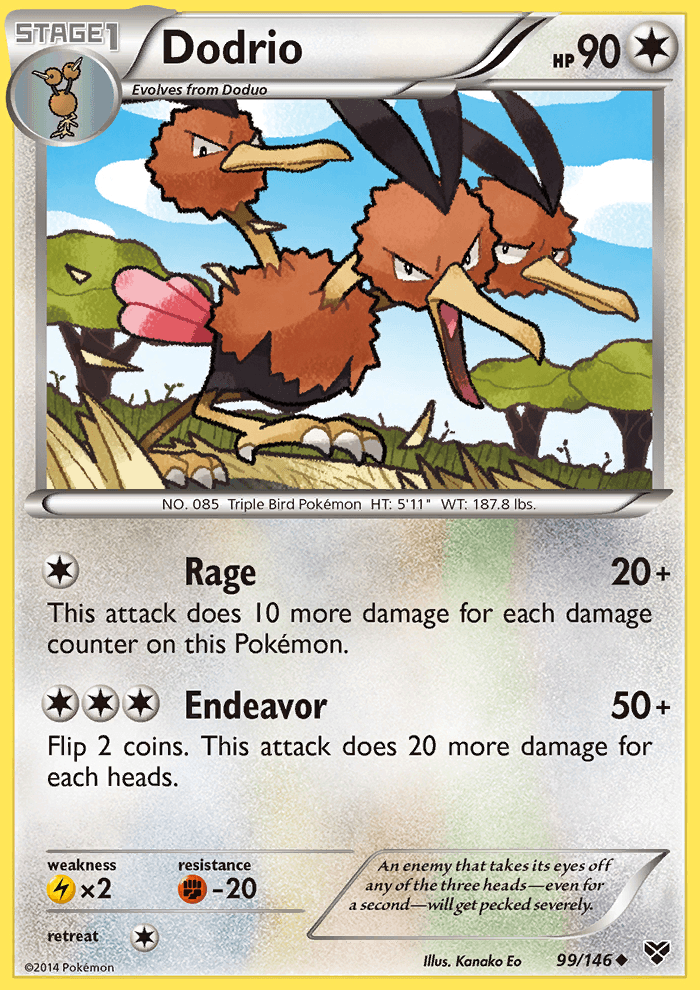 STAGE1
Dodrio
HP 90
Evolves from Doduo
NO. 085 Triple Bird Pokémon HT: 5'11" WT: 187.8 lbs.
Rage 20+
This attack does 10 more damage for each damage
counter on this Pokémon.
Endeavor 50+
Flip 2 coins. This attack does 20 more damage for
each heads.
weakness
×2
resistance
-20
retreat
An enemy that takes its eyes off
any of the three heads—even for
a second—will get pecked severely.
Illus. Kanako Eo 99/146
©2014 Pokémon